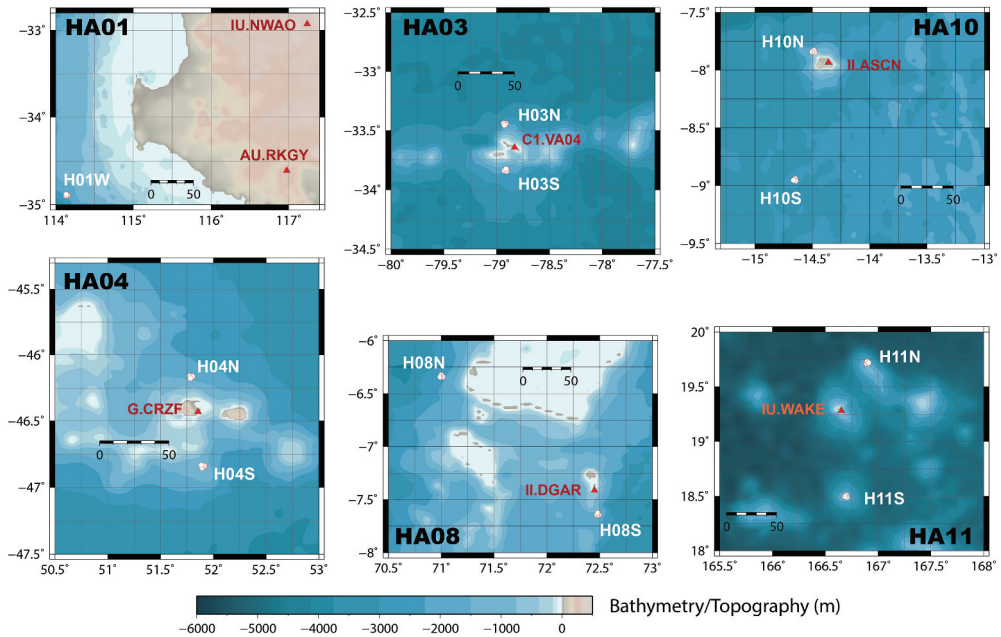 HA01
IU.NWAO
AU.RKGY
H01W
0 50
−33˚
−34˚
−35˚
114˚ 115˚ 116˚ 117˚
HA03
0 50
H03N
C1.VA04
H03S
−32.5˚
−33˚
−33.5˚
−34˚
−34.5˚
−80˚ −79.5˚ −79˚ −78.5˚ −78˚ −77.5˚
HA10
H10N
II.ASCN
H10S
0 50
−7.5˚
−8˚
−8.5˚
−9˚
−9.5˚
−15˚ −14.5˚ −14˚ −13.5˚ −13˚
HA04
H04N
G.CRZF
0 50
H04S
−45.5˚
−46˚
−46.5˚
−47˚
−47.5˚
50.5˚ 51˚ 51.5˚ 52˚ 52.5˚ 53˚
H08N
0 50
II.DGAR
H08S
HA08
−6˚
−6.5˚
−7˚
−7.5˚
−8˚
70.5˚ 71˚ 71.5˚ 72˚ 72.5˚ 73˚
H11N
IU.WAKE
H11S
0 50
HA11
20˚
19.5˚
19˚
18.5˚
18˚
165.5˚ 166˚ 166.5˚ 167˚ 167.5˚ 168˚
Bathymetry/Topography (m)
−6000 −5000 −4000 −3000 −2000 −1000 0